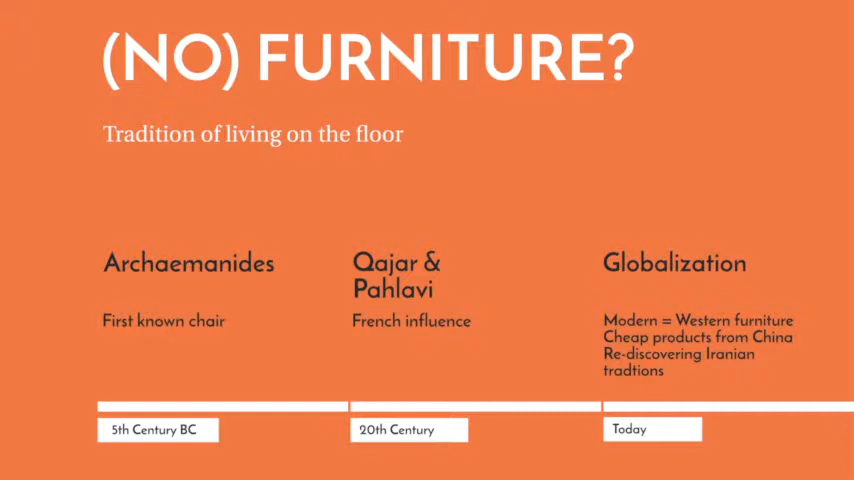 (NO) FURNITURE?
Tradition of living on the floor
Archaemanides
First known chair
5th Century BC
Qajar &
Pahlavi
French influence
20th Century
Globalization
Modern = Western furniture
Cheap products from China
Re-discovering Iranian
tradtions
Today